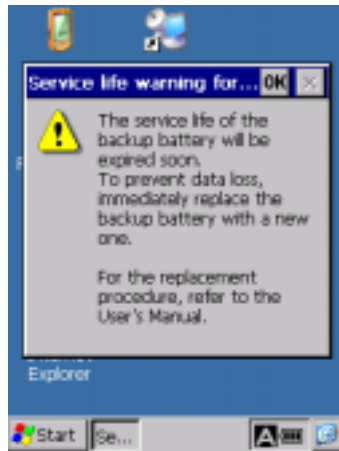 Service life warning for... OK ×
The service life of the
backup battery will be
expired soon.
To prevent data loss,
immediately replace the
backup battery with a new
one.
For the replacement
procedure, refer to the
User's Manual.
Explorer
Start Se... A